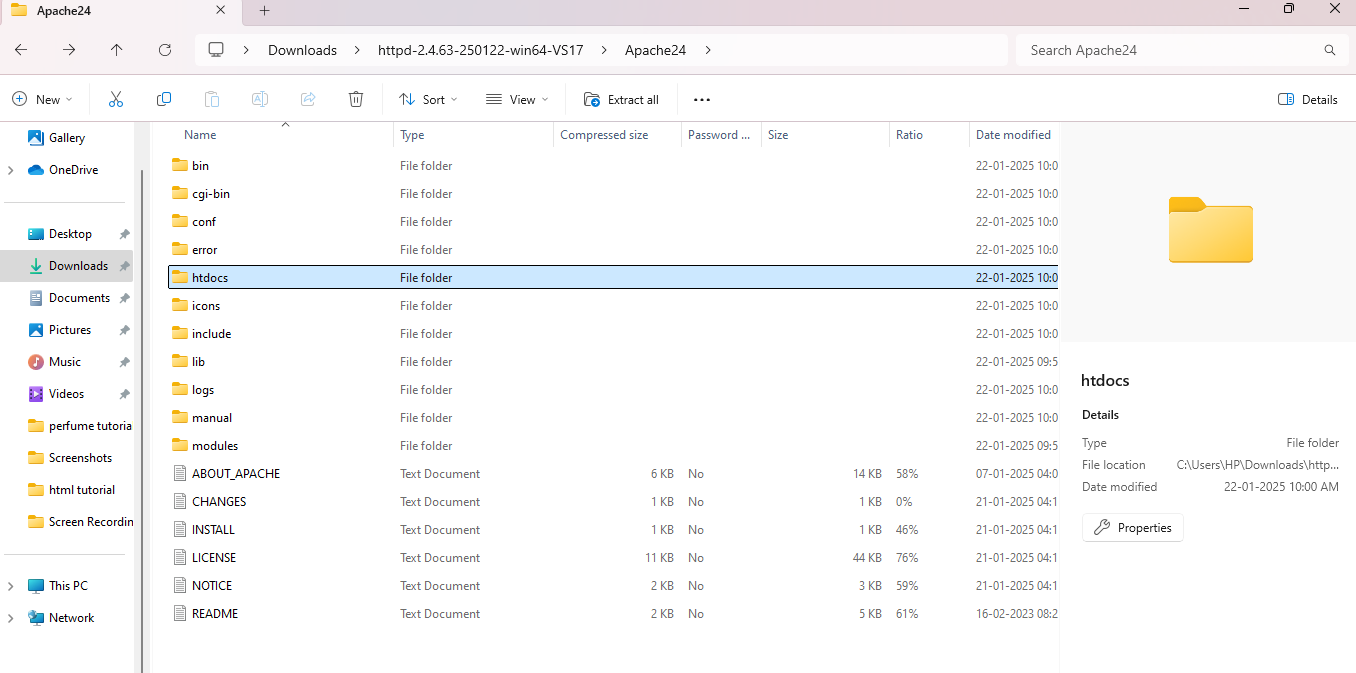 Apache24
Downloads > httpd-2.4.63-250122-win64-VS17 > Apache24 >
Search Apache24
New
Sort
View
Extract all
Details
Gallery
OneDrive
Desktop
Downloads
Documents
Pictures
Music
Videos
perfume tutoria
Screenshots
html tutorial
Screen Recordin
This PC
Network
Name Type Compressed size Password ... Size Ratio Date modified
bin File folder 22-01-2025 10:0
cgi-bin File folder 22-01-2025 10:0
conf File folder 22-01-2025 10:0
error File folder 22-01-2025 10:0
htdocs File folder 22-01-2025 10:0
icons File folder 22-01-2025 10:0
include File folder 22-01-2025 10:0
lib File folder 22-01-2025 09:5
logs File folder 22-01-2025 10:0
manual File folder 22-01-2025 10:0
modules File folder 22-01-2025 09:5
ABOUT_APACHE Text Document 6 KB No 14 KB 58% 07-01-2025 04:0
CHANGES Text Document 1 KB No 1 KB 0% 21-01-2025 04:1
INSTALL Text Document 1 KB No 1 KB 46% 21-01-2025 04:1
LICENSE Text Document 11 KB No 44 KB 76% 21-01-2025 04:1
NOTICE Text Document 2 KB No 3 KB 59% 21-01-2025 04:1
README Text Document 2 KB No 5 KB 61% 16-02-2023 08:2
htdocs
Details
Type File folder
File location C:\Users\HP\Downloads\http...
Date modified 22-01-2025 10:00 AM
Properties